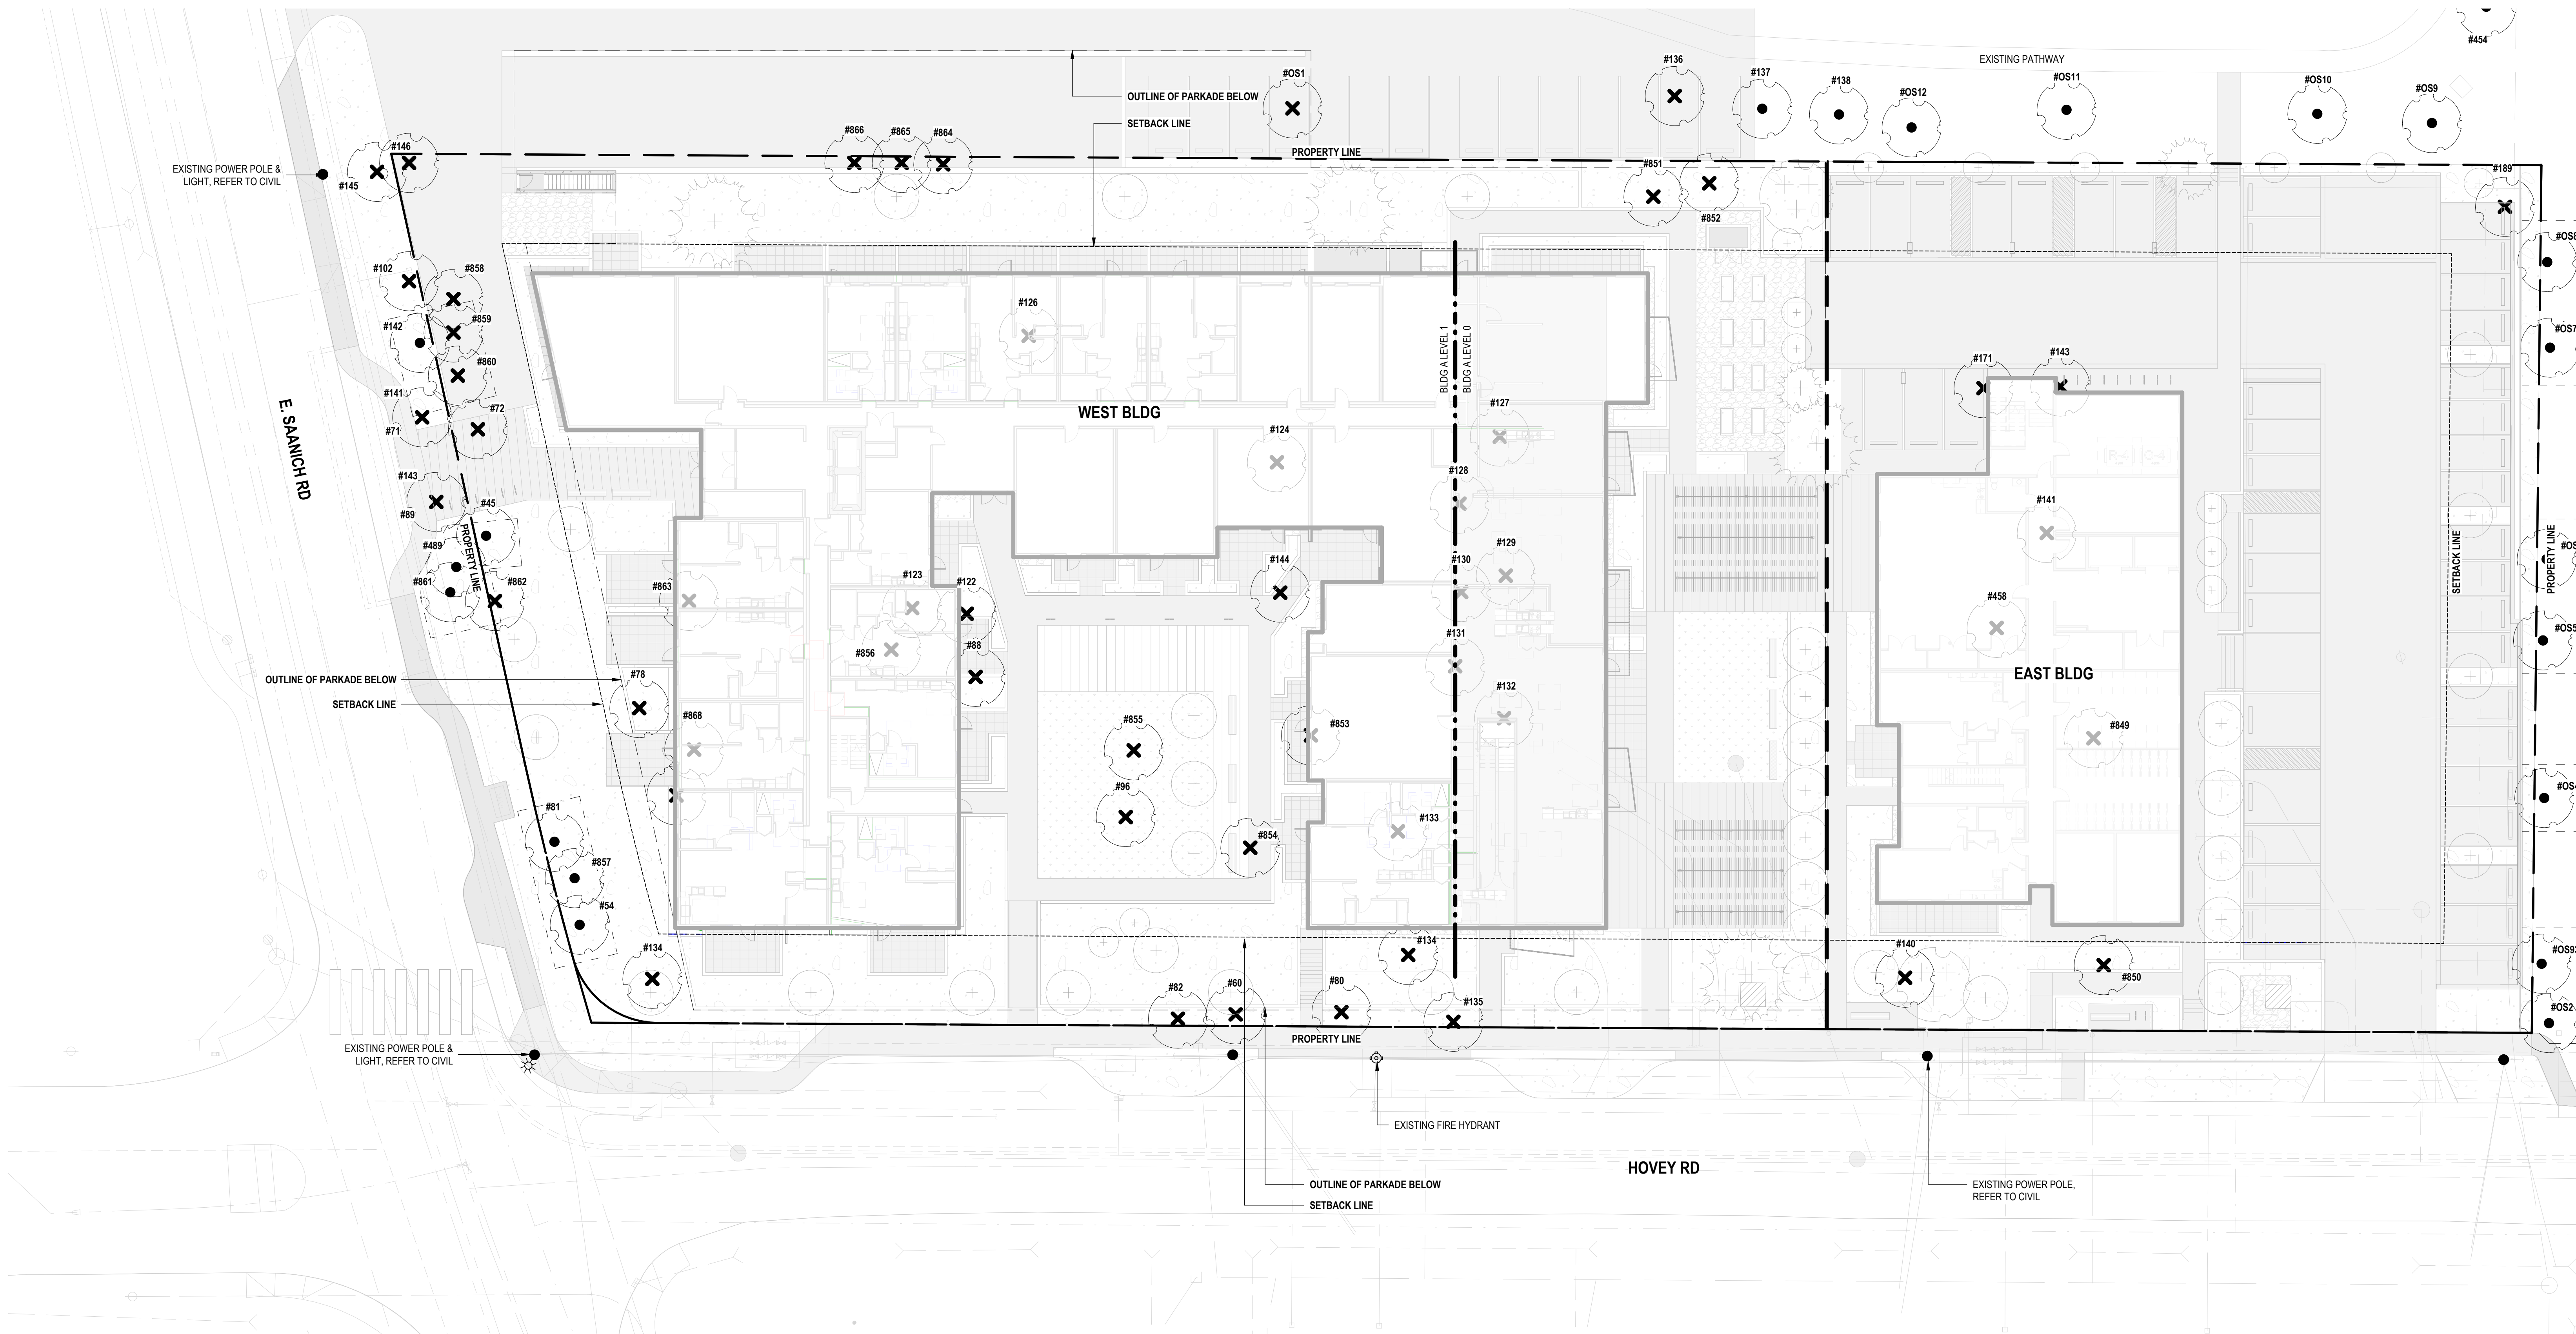 #454
EXISTING PATHWAY
#OS1
#136
#137
#138
#OS12
#OS11
#OS10
#OS9
OUTLINE OF PARKADE BELOW
SETBACK LINE
#866
#865
#864
#146
PROPERTY LINE
EXISTING POWER POLE &
LIGHT, REFER TO CIVIL
#145
#851
#189
#852
#OS8
#102
#858
#859
#142
#126
BLDG A LEVEL 1
BLDG A LEVEL 0
#OS7
#860
#171
#143
#141
#72
#71
WEST BLDG
#127
#124
E. SAANICH RD
#128
#143
#45
#89
#141
PROPERTY LINE
#489
#129
#130
#144
SETBACK LINE
PROPERTY LINE
#861
#862
#863
#123
#122
#458
#131
#OS5
#856
#88
OUTLINE OF PARKADE BELOW
#78
EAST BLDG
SETBACK LINE
#132
#868
#855
#853
#849
#96
#OS4
#81
#133
#854
#857
#54
#134
#134
#140
#850
#OS93
#82
#60
#80
#135
#OS2
PROPERTY LINE
EXISTING POWER POLE &
LIGHT, REFER TO CIVIL
EXISTING FIRE HYDRANT
HOVEY RD
OUTLINE OF PARKADE BELOW
SETBACK LINE
EXISTING POWER POLE,
REFER TO CIVIL